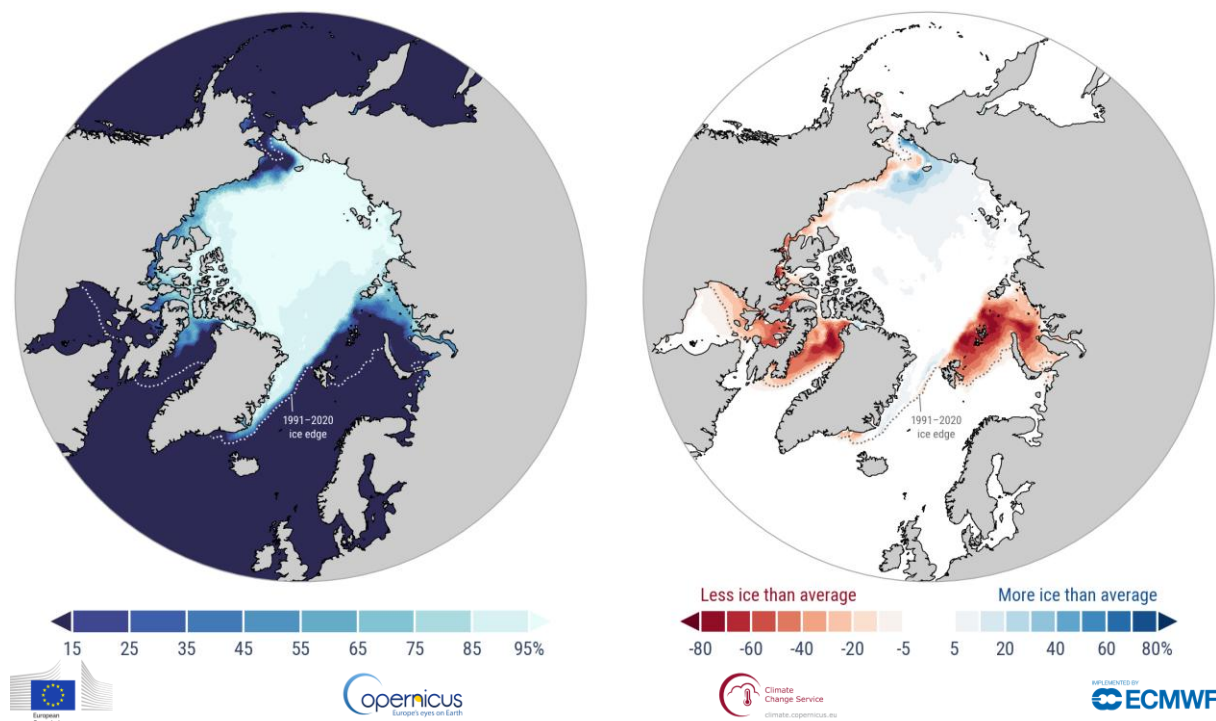 1991–2020
ice edge
1991–2020
ice edge
Less ice than average
More ice than average
15 25 35 45 55 65 75 85 95%
-80 -60 -40 -20 -5 5 20 40 60 80%
European
opernicus
Europe's eyes on Earth
Climate
Change Service
climate.copernicus.eu
IMPLEMENTED BY
ECMWF